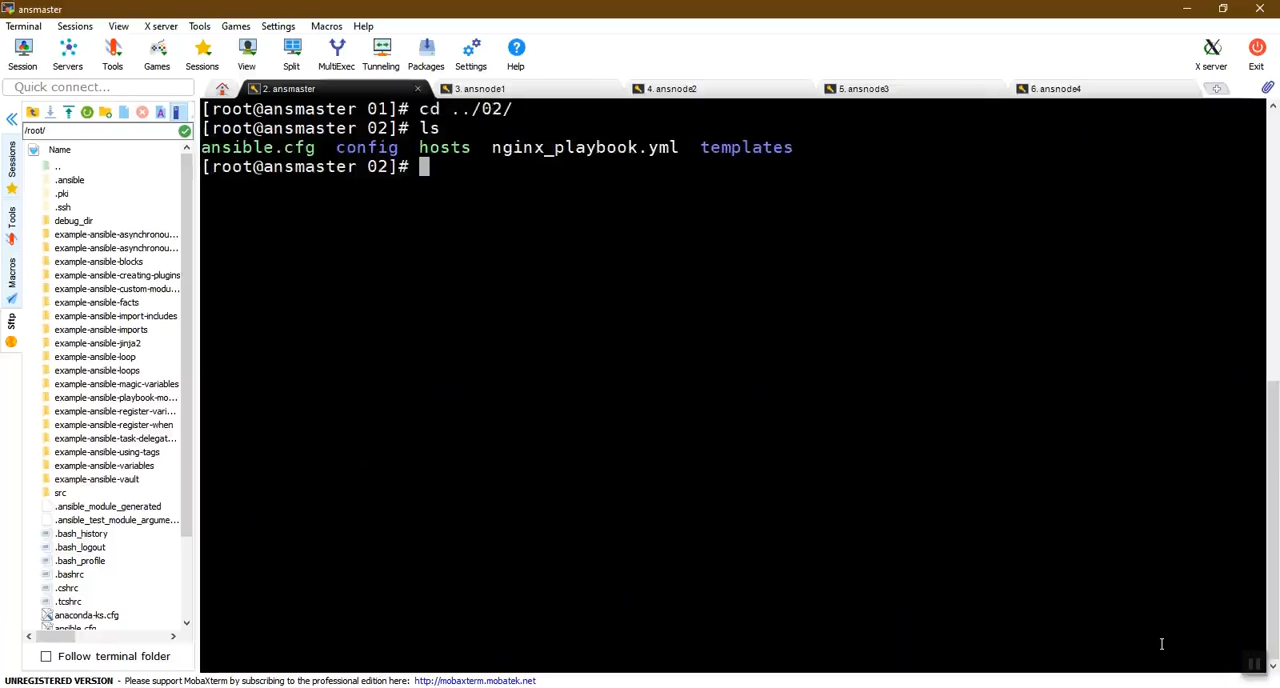 ansmaster
Terminal Sessions View X server Tools Games Settings Macros Help
Session Servers Tools Games Sessions View Split MultiExec Tunneling Packages Settings Help X server Exit
Quick connect...
2. ansmaster 3. ansnode1 4. ansnode2 5. ansnode3 6. ansnode4
/root/
Name
..
.ansible
.pki
.ssh
debug_dir
example-ansible-asynchronou...
example-ansible-asynchronou...
example-ansible-blocks
example-ansible-creating-plugins
example-ansible-custom-modu...
example-ansible-facts
example-ansible-import-includes
example-ansible-imports
example-ansible-jinja2
example-ansible-loop
example-ansible-loops
example-ansible-magic-variables
example-ansible-playbook-mo...
example-ansible-register-vari...
example-ansible-register-when
example-ansible-task-delegat...
example-ansible-using-tags
example-ansible-variables
example-ansible-vault
src
.ansible_module_generated
.ansible_test_module_argume...
.bash_history
.bash_logout
.bash_profile
.bashrc
.cshrc
.tcshrc
anaconda-ks.cfg
ansible.cfg
Follow terminal folder
Sessions
Tools
Macros
Sftp
[root@ansmaster 01]# cd ../02/
[root@ansmaster 02]# ls
ansible.cfg config hosts nginx_playbook.yml templates
[root@ansmaster 02]#
UNREGISTERED VERSION - Please support MobaXterm by subscribing to the professional edition here: http://mobaxterm.mobatek.net